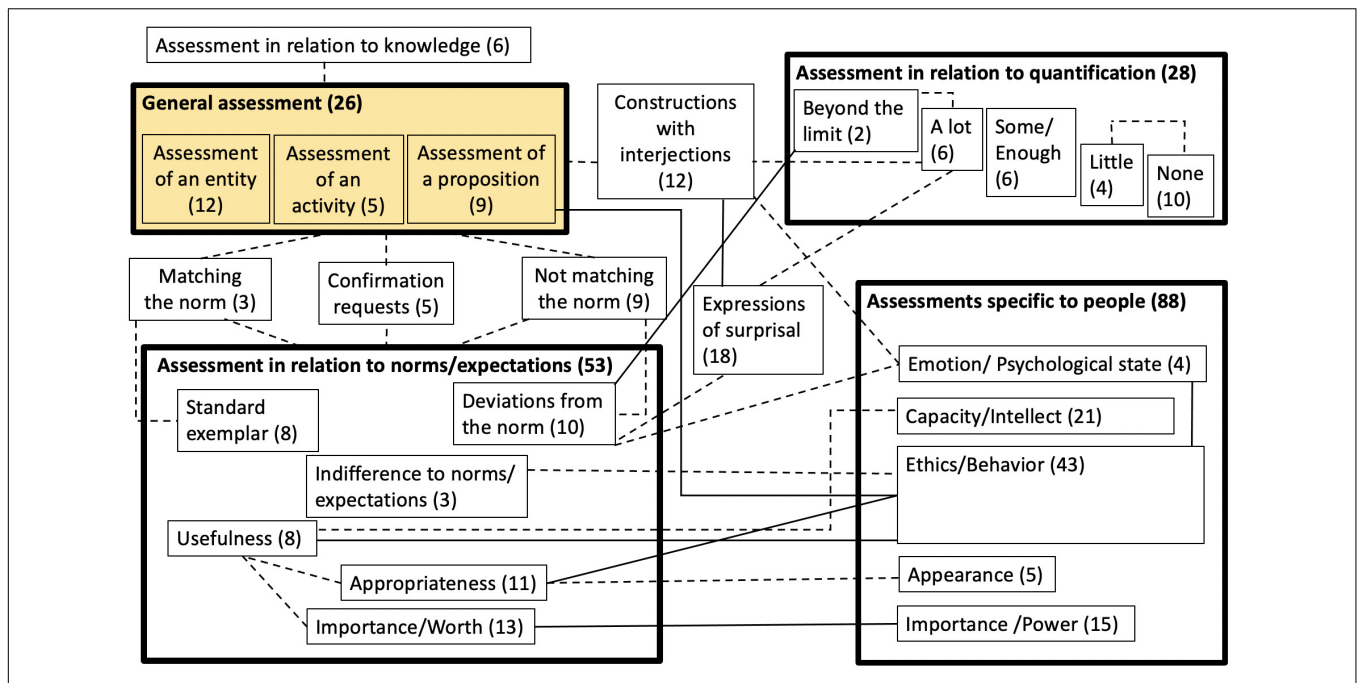 Assessment in relation to knowledge (6)
General assessment (26)
Assessment
of an entity
(12)
Assessment
of an
activity (5)
Assessment of
a proposition
(9)
Constructions
with
interjections
(12)
Assessment in relation to quantification (28)
Beyond the
limit (2)
A lot
(6)
Some/
Enough
(6)
Little
(4)
None
(10)
Matching
the norm (3)
Confirmation
requests (5)
Not matching
the norm (9)
Expressions
of surprisal
(18)
Assessment in relation to norms/expectations (53)
Standard
exemplar (8)
Deviations from
the norm (10)
Indifference to norms/
expectations (3)
Usefulness (8)
Appropriateness (11)
Importance/Worth (13)
Assessments specific to people (88)
Emotion/ Psychological state (4)
Capacity/Intellect (21)
Ethics/Behavior (43)
Appearance (5)
Importance /Power (15)